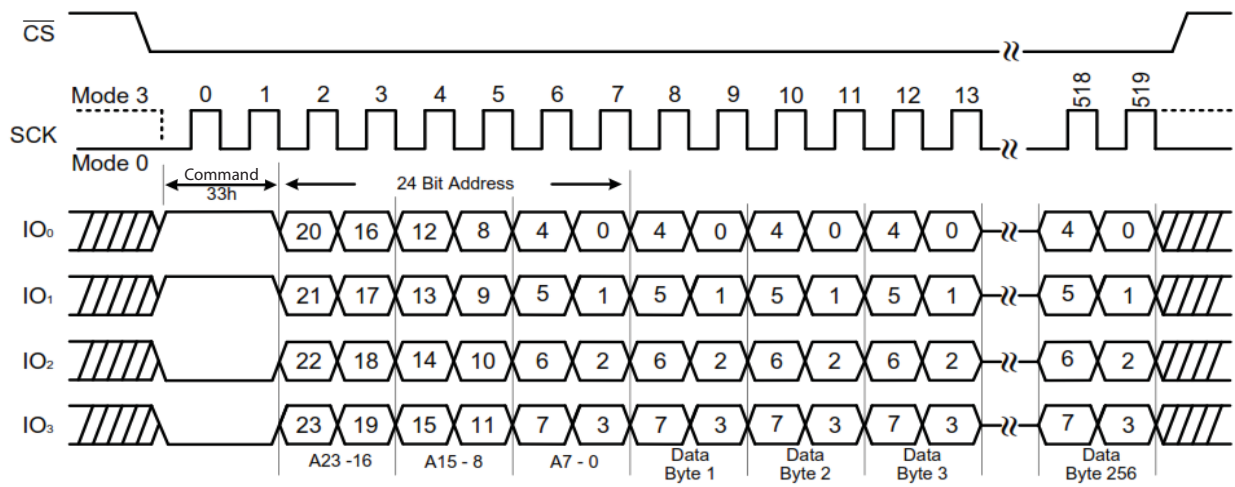 CS
Mode 3 0 1 2 3 4 5 6 7 8 9 10 11 12 13 518 519
SCK
Mode 0
Command
33h
24 Bit Address
IO₀ 20 16 12 8 4 0 4 0 4 0 4 0 4 0
IO₁ 21 17 13 9 5 1 5 1 5 1 5 1 5 1
IO₂ 22 18 14 10 6 2 6 2 6 2 6 2 6 2
IO₃ 23 19 15 11 7 3 7 3 7 3 7 3 7 3
A23 -16 A15 - 8 A7 - 0 Data Data Data Data
Byte 1 Byte 2 Byte 3 Byte 256